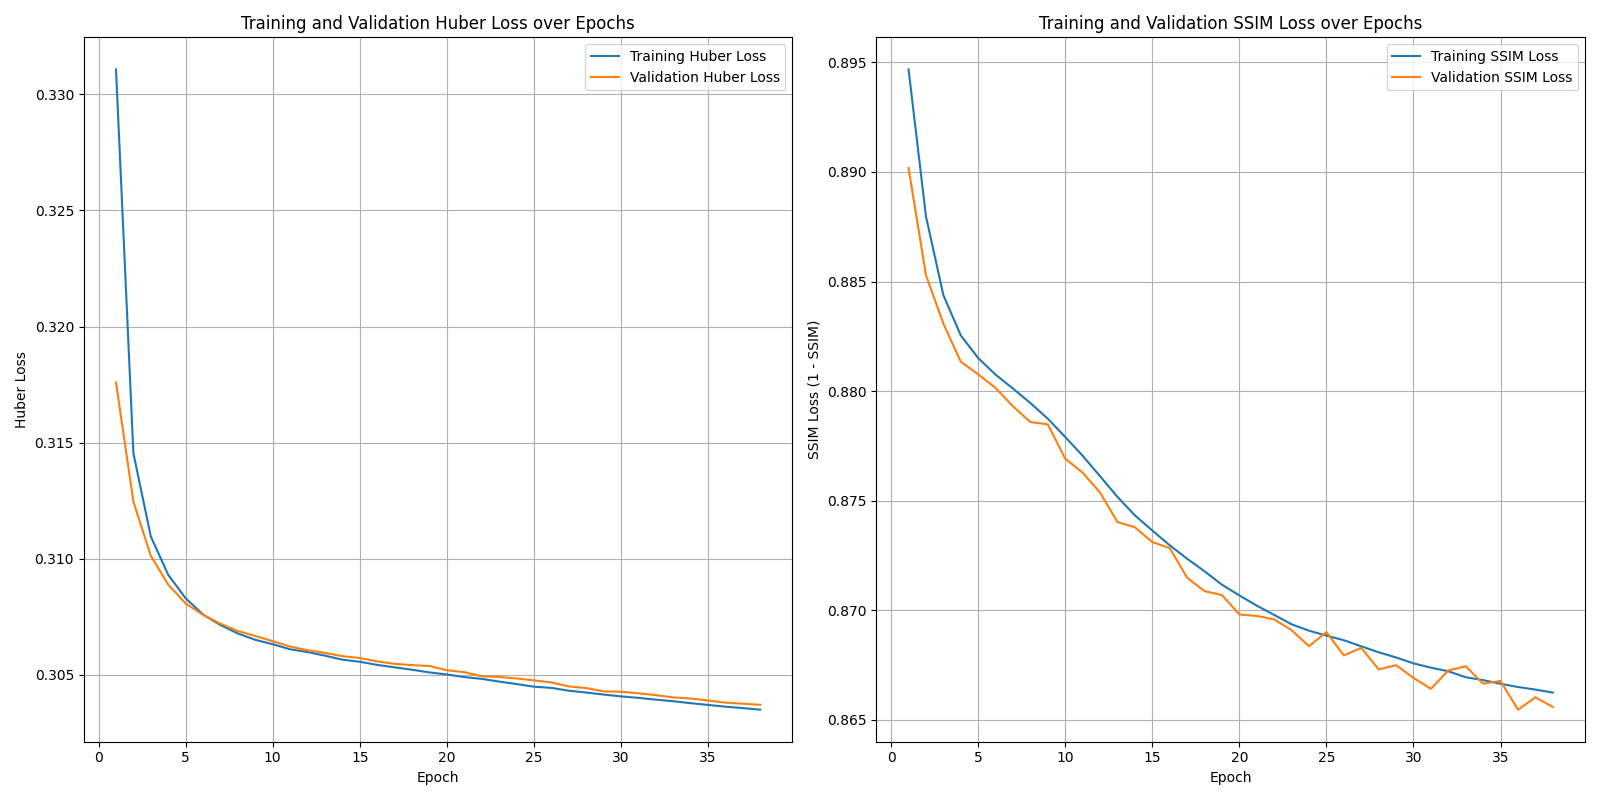 Training and Validation Huber Loss over Epochs
Training Huber Loss
Validation Huber Loss
0.330
0.325
0.320
0.315
0.310
0.305
Huber Loss
0 5 10 15 20 25 30 35
Epoch
Training and Validation SSIM Loss over Epochs
Training SSIM Loss
Validation SSIM Loss
0.895
0.890
0.885
0.880
0.875
0.870
0.865
SSIM Loss (1 - SSIM)
0 5 10 15 20 25 30 35
Epoch